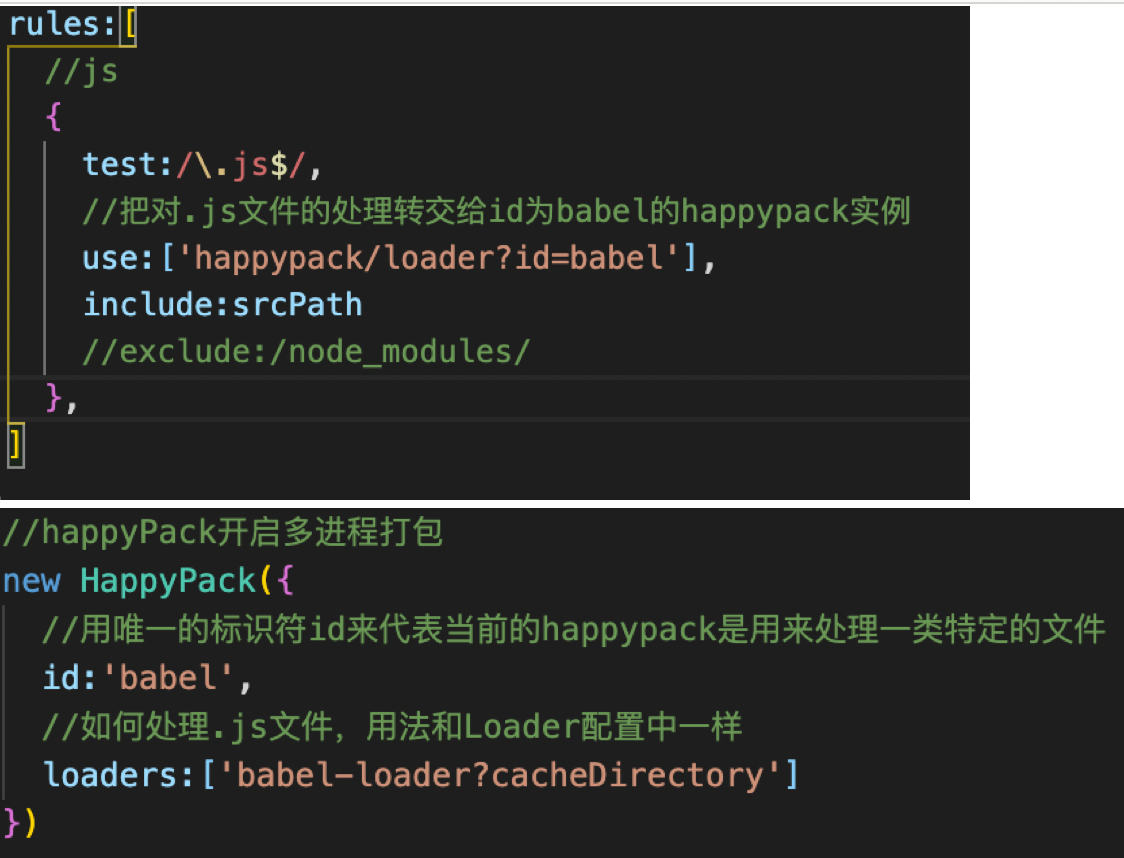 rules:[
//js
{
test:/\.js$/,
//把对.js文件的处理转交给id为babel的happypack实例
use:['happypack/loader?id=babel'],
include:srcPath
//exclude:/node_modules/
},
]
//happyPack开启多进程打包
new HappyPack({
//用唯一的标识符id来代表当前的happypack是用来处理一类特定的文件
id:'babel',
//如何处理.js文件，用法和Loader配置中一样
loaders:['babel-loader?cacheDirectory']
})